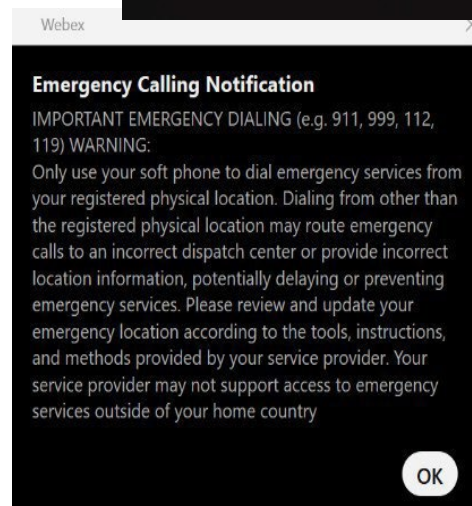 Webex
Emergency Calling Notification
IMPORTANT EMERGENCY DIALING (e.g. 911, 999, 112,
119) WARNING:
Only use your soft phone to dial emergency services from
your registered physical location. Dialing from other than
the registered physical location may route emergency
calls to an incorrect dispatch center or provide incorrect
location information, potentially delaying or preventing
emergency services. Please review and update your
emergency location according to the tools, instructions,
and methods provided by your service provider. Your
service provider may not support access to emergency
services outside of your home country
OK